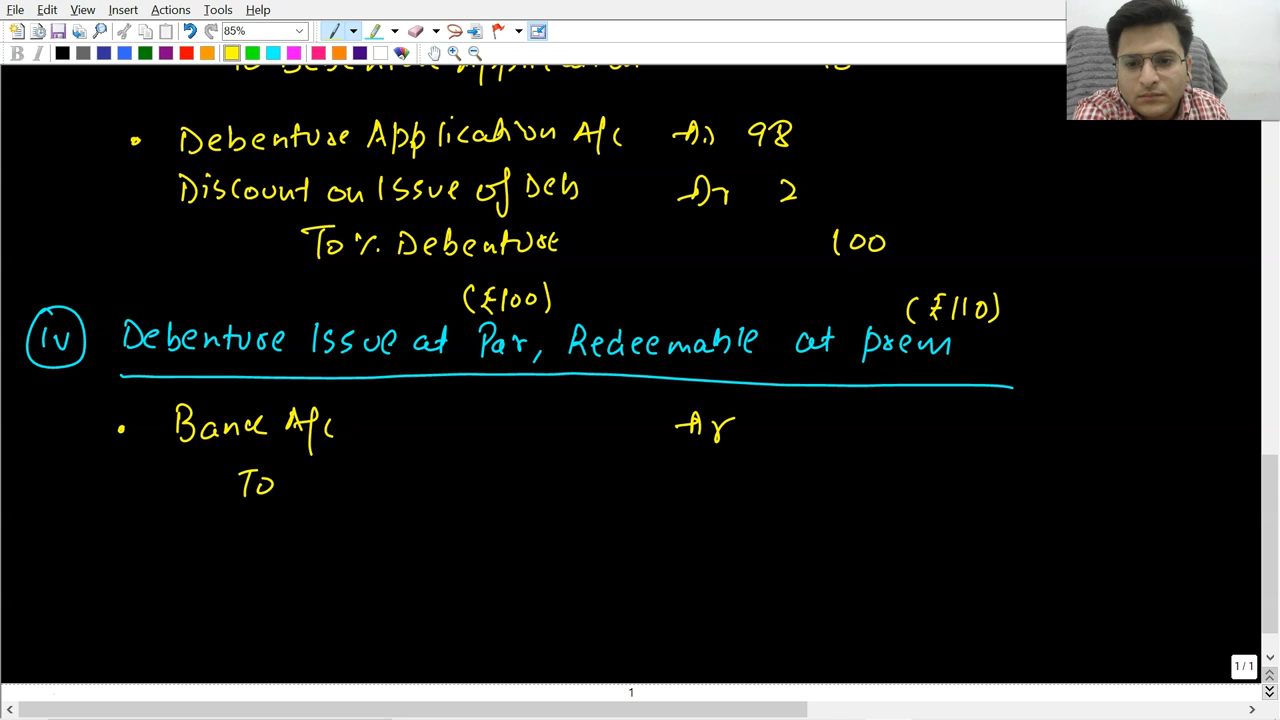 File Edit View Insert Actions Tools Help
85%
B I
• Debenture Application A/c Dr 98
Discount on Issue of Deb Dr 2
To % Debenture 100
(₹100) (₹110)
iv Debenture Issue at Par, Redeemable at prem
• Bank A/c Dr
To
1 / 1
1